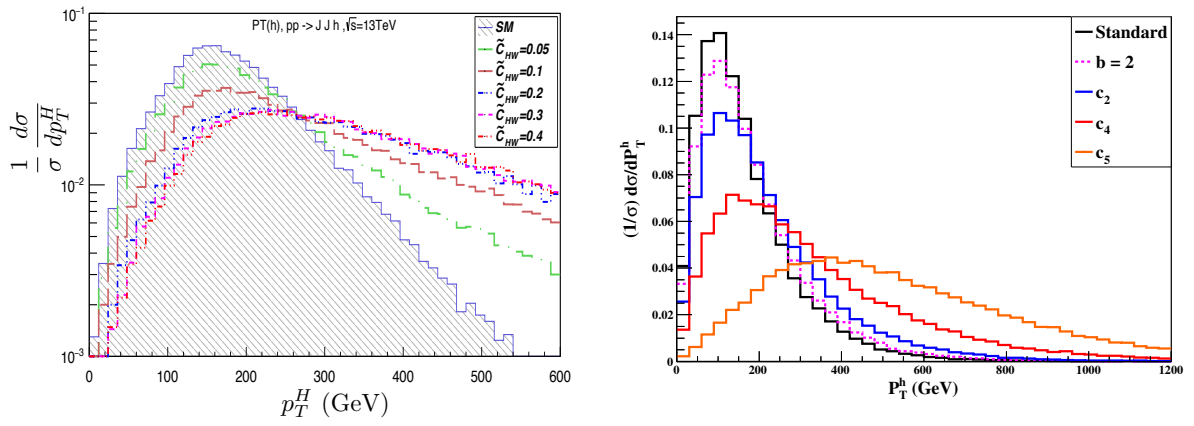 PT(h), pp -> J J h ,√s=13TeV
SM
C̃HW=0.05
C̃HW=0.1
C̃HW=0.2
C̃HW=0.3
C̃HW=0.4
10⁻¹
10⁻²
10⁻³
1/σ dσ/dp_T^H
0 100 200 300 400 500 600
p_T^H (GeV)
Standard
b = 2
c₂
c₄
c₅
0.14
0.12
0.1
0.08
0.06
0.04
0.02
0
(1/σ) dσ/dP_T^h
0 200 400 600 800 1000 1200
P_T^h (GeV)